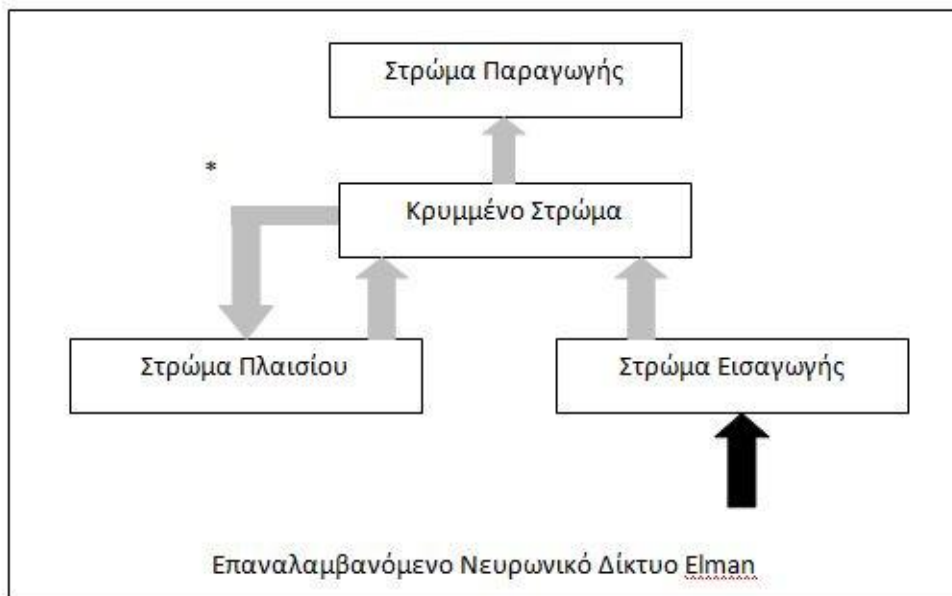 Στρώμα Παραγωγής
*
Κρυμμένο Στρώμα
Στρώμα Πλαισίου
Στρώμα Εισαγωγής
Επαναλαμβανόμενο Νευρωνικό Δίκτυο Elman